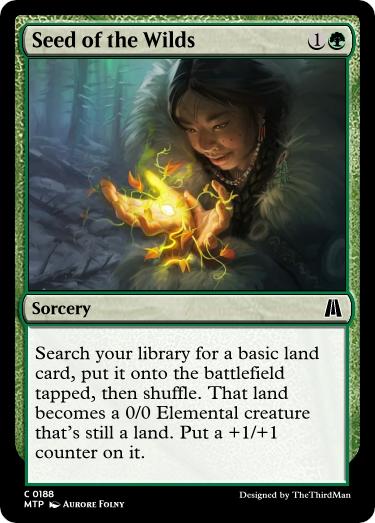 Seed of the Wilds 1
Sorcery
Search your library for a basic land
card, put it onto the battlefield
tapped, then shuffle. That land
becomes a 0/0 Elemental creature
that's still a land. Put a +1/+1
counter on it.
C 0188
MTP Aurore Folny
Designed by TheThirdMan